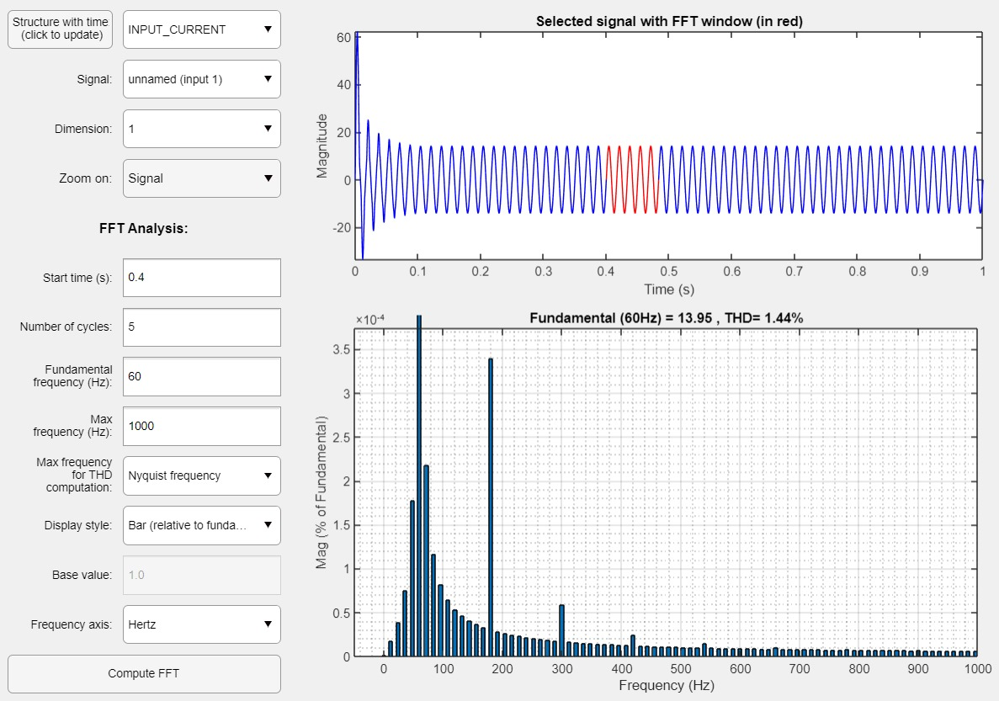 Structure with time
(click to update)
INPUT_CURRENT
Signal:
unnamed (input 1)
Dimension:
1
Zoom on:
Signal
FFT Analysis:
Start time (s):
0.4
Number of cycles:
5
Fundamental
frequency (Hz):
60
Max
frequency (Hz):
1000
Max frequency
for THD
computation:
Nyquist frequency
Display style:
Bar (relative to funda…
Base value:
1.0
Frequency axis:
Hertz
Compute FFT
Selected signal with FFT window (in red)
Magnitude
60
40
20
0
-20
0 0.1 0.2 0.3 0.4 0.5 0.6 0.7 0.8 0.9 1
Time (s)
×10⁻⁴
Fundamental (60Hz) = 13.95 , THD= 1.44%
Mag (% of Fundamental)
3.5
3
2.5
2
1.5
1
0.5
0
0 100 200 300 400 500 600 700 800 900 1000
Frequency (Hz)